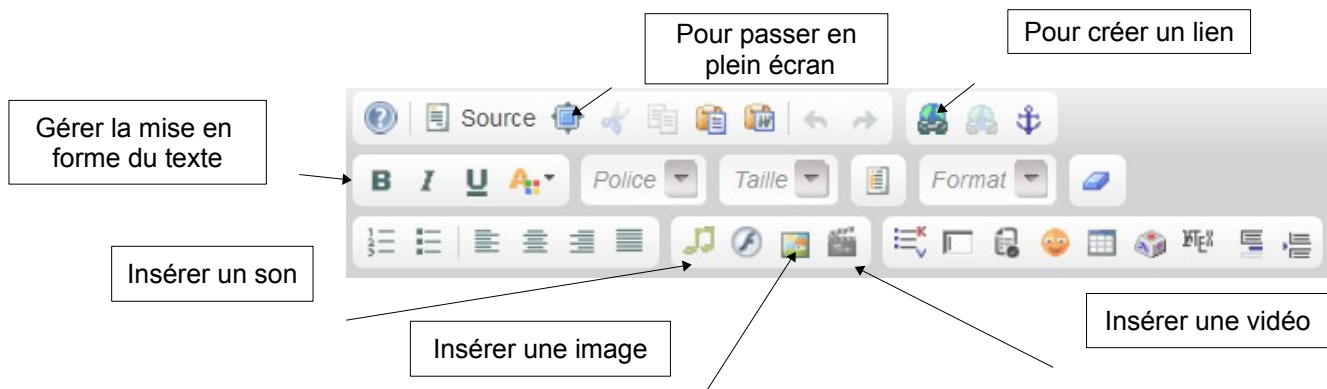 Pour passer en
plein écran
Pour créer un lien
Gérer la mise en
forme du texte
Source
B I U A Police Taille Format
Insérer un son
Insérer une image
Insérer une vidéo